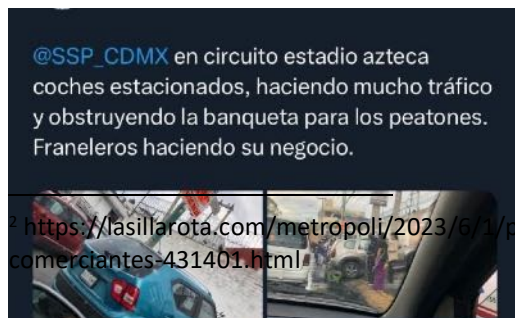 @SSP_CDMX en circuito estadio azteca
coches estacionados, haciendo mucho tráfico
y obstruyendo la banqueta para los peatones.
Franeleros haciendo su negocio.
2 https://lasillarota.com/metropoli/2023/6/1/p
comerciantes-431401.html